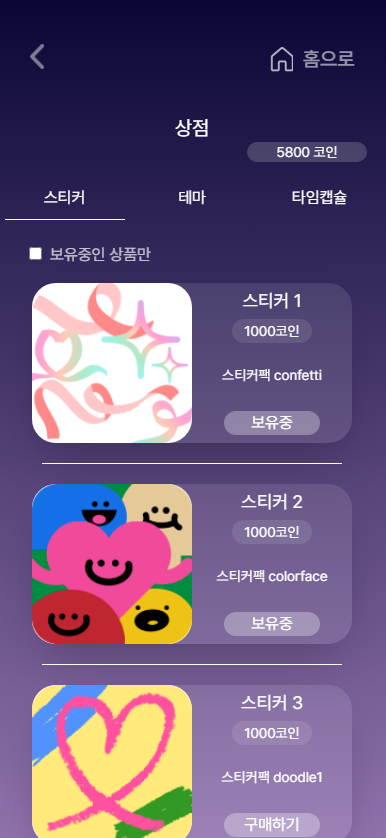 홈으로
상점
5800 코인
스티커 테마 타임캡슐
보유중인 상품만
스티커 1
1000코인
스티커팩 confetti
보유중
스티커 2
1000코인
스티커팩 colorface
보유중
스티커 3
1000코인
스티커팩 doodle1
구매하기